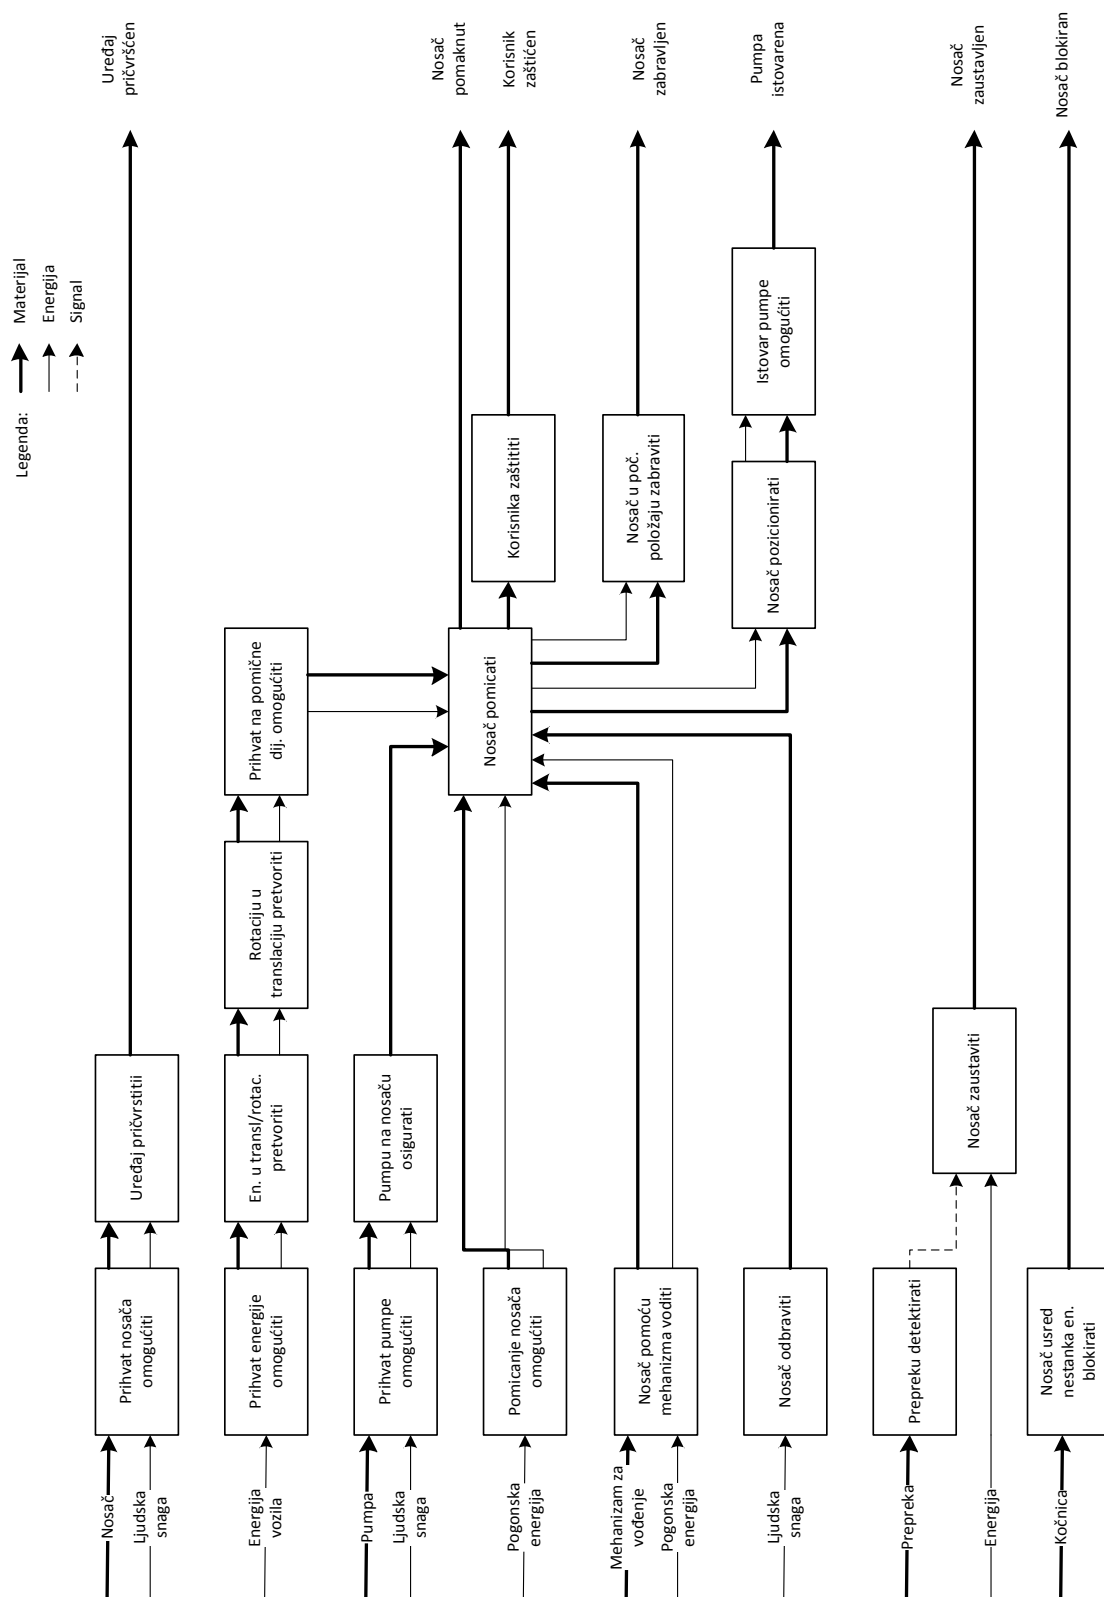 Legenda:
Materijal
Energija
Signal
Nosač
Ljudska
snaga
Prihvat nosača
omogućiti
Uređaj pričvrstitii
Uređaj
pričvršćen
Energija
vozila
Prihvat energije
omogućiti
En. u transl/rotac.
pretvoriti
Rotaciju u
translaciju pretvoriti
Prihvat na pomične
dij. omogućiti
Pumpa
Ljudska
snaga
Prihvat pumpe
omogućiti
Pumpu na nosaču
osigurati
Pogonska
energija
Pomicanje nosača
omogućiti
Nosač pomicati
Nosač
pomaknut
Korisnika zaštititi
Korisnik
zaštićen
Mehanizam za
vođenje
Pogonska
energija
Nosač pomoću
mehanizma voditi
Nosač u poč.
položaju zabraviti
Nosač
zabravljen
Ljudska
snaga
Nosač odbraviti
Nosač pozicionirati
Istovar pumpe
omogućiti
Pumpa
istovarena
Prepreka
Energija
Prepreku detektirati
Nosač zaustaviti
Nosač
zaustavljen
Kočnica
Nosač usred
nestanka en.
blokirati
Nosač blokiran